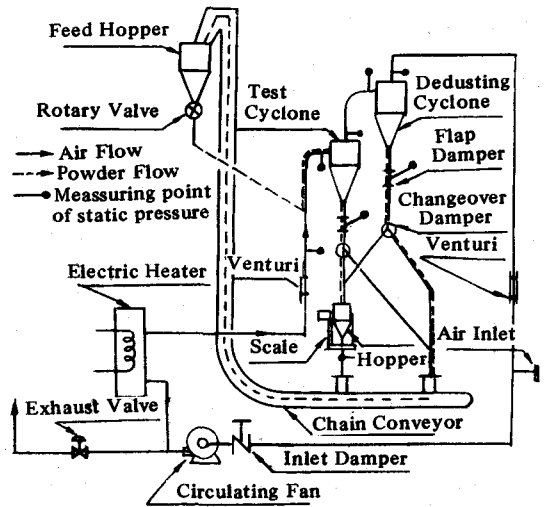 Feed Hopper
Test
Cyclone
Dedusting
Cyclone
Rotary Valve
Flap
Damper
Air Flow
Powder Flow
Meassuring point
of static pressure
Changeover
Damper
Venturi
Electric Heater
Venturi
Air Inlet
Scale
Hopper
Exhaust Valve
Chain Conveyor
Inlet Damper
Circulating Fan